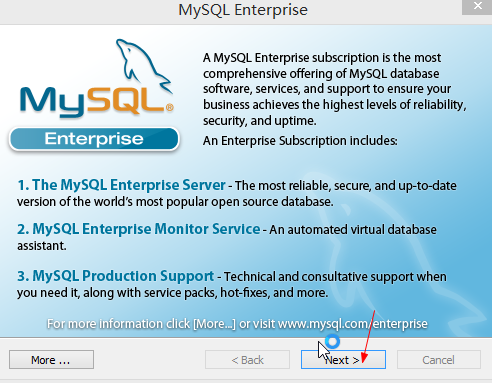 MySQL Enterprise
MySQL®
Enterprise
A MySQL Enterprise subscription is the most
comprehensive offering of MySQL database
software, services, and support to ensure your
business achieves the highest levels of reliability,
security, and uptime.
An Enterprise Subscription includes:
1. The MySQL Enterprise Server - The most reliable, secure, and up-to-date
version of the world's most popular open source database.
2. MySQL Enterprise Monitor Service - An automated virtual database
assistant.
3. MySQL Production Support - Technical and consultative support when
you need it, along with service packs, hot-fixes, and more.
For more information click [More...] or visit www.mysql.com/enterprise
More ...
< Back
Next >
Cancel